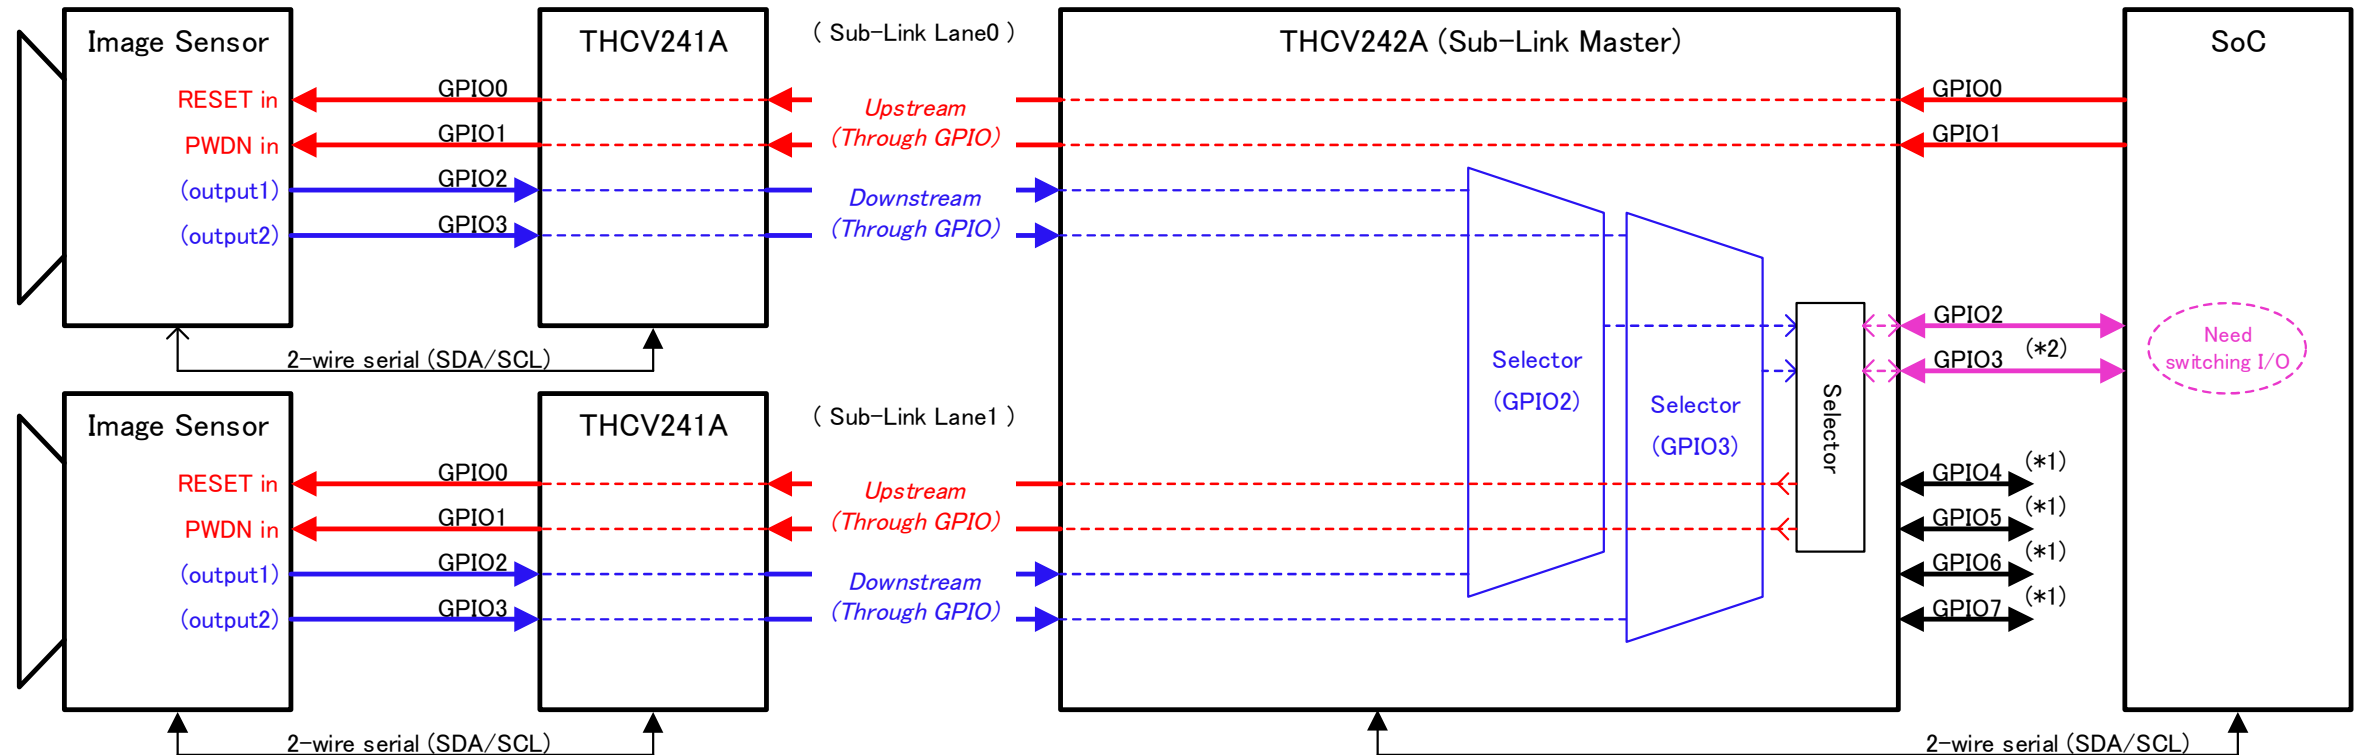 Image Sensor
THCV241A
( Sub-Link Lane0 )
THCV242A (Sub-Link Master)
SoC
RESET in
GPIO0
Upstream
(Through GPIO)
GPIO0
PWDN in
GPIO1
GPIO1
(output1)
GPIO2
Downstream
(Through GPIO)
(output2)
GPIO3
2-wire serial (SDA/SCL)
Selector
(GPIO2)
Selector
(GPIO3)
Selector
GPIO2
GPIO3
(*2)
Need
switching I/O
Image Sensor
THCV241A
( Sub-Link Lane1 )
RESET in
GPIO0
Upstream
(Through GPIO)
GPIO4
(*1)
PWDN in
GPIO1
GPIO5
(*1)
(output1)
GPIO2
Downstream
(Through GPIO)
GPIO6
(*1)
(output2)
GPIO3
GPIO7
(*1)
2-wire serial (SDA/SCL)
2-wire serial (SDA/SCL)